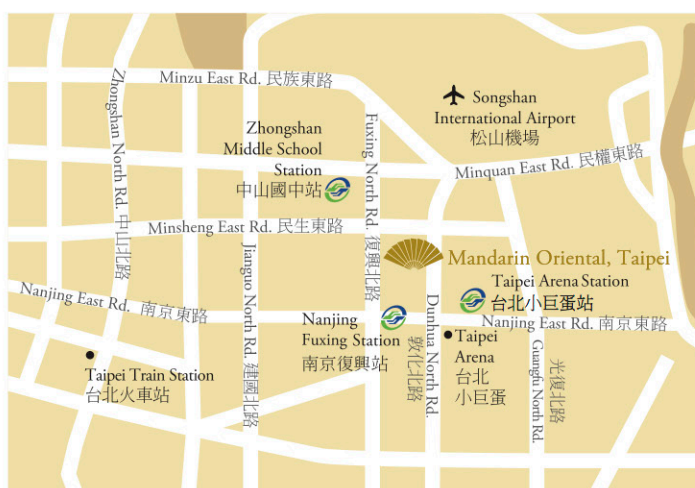 Minzu East Rd. 民族東路
Zhongshan North Rd. 中山北路
Songshan
International Airport
松山機場
Zhongshan
Middle School
Station
中山國中站
Fuxing North Rd. 復興北路
Minquan East Rd. 民權東路
Minsheng East Rd. 民生東路
Jianguo North Rd. 建國北路
Mandarin Oriental, Taipei
Taipei Arena Station
台北小巨蛋站
Nanjing East Rd. 南京東路
Nanjing
Fuxing Station
南京復興站
Dunhua North Rd.
敦化北路
Nanjing East Rd. 南京東路
Taipei
Arena
台北
小巨蛋
Guangfu North Rd.
光復北路
Taipei Train Station
台北火車站